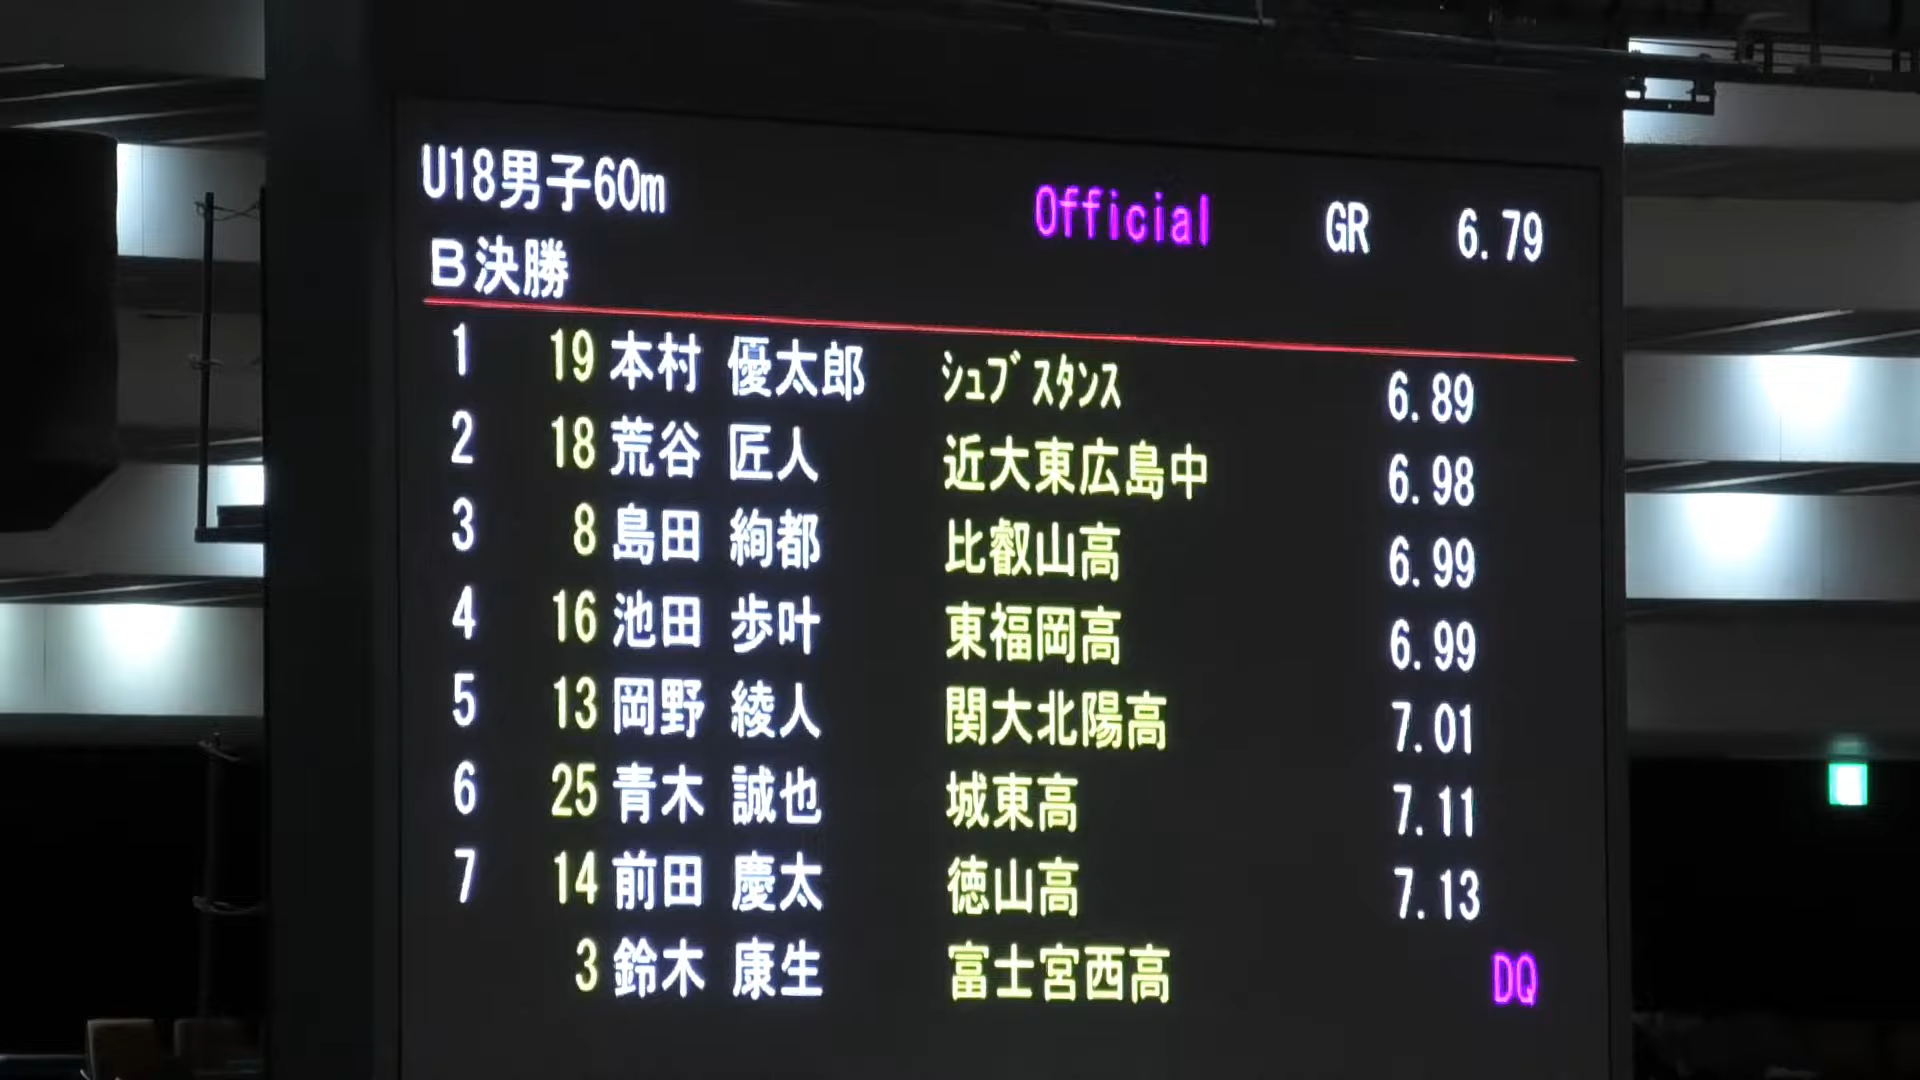 U18男子60m Official GR 6.79
B決勝
1 19 本村 優太郎 ｼｭﾌﾞｽﾀﾝｽ 6.89
2 18 荒谷 匠人 近大東広島中 6.98
3 8 島田 絢都 比叡山高 6.99
4 16 池田 歩叶 東福岡高 6.99
5 13 岡野 綾人 関大北陽高 7.01
6 25 青木 誠也 城東高 7.11
7 14 前田 慶太 徳山高 7.13
3 鈴木 康生 富士宮西高 DQ